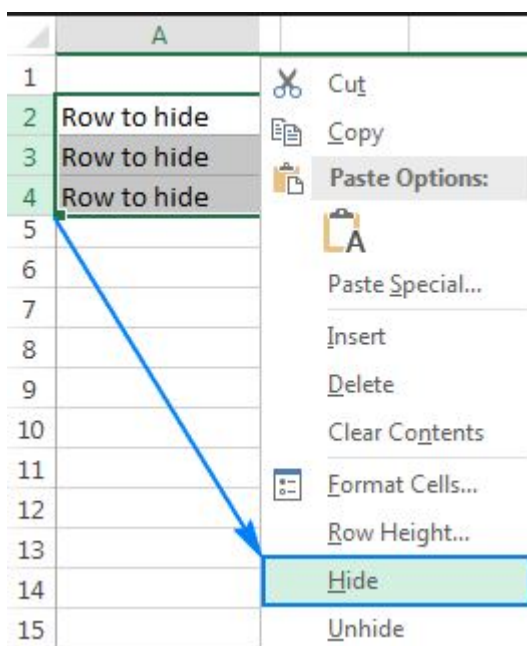 A
1
2 Row to hide
3 Row to hide
4 Row to hide
5
6
7
8
9
10
11
12
13
14
15
Cut
Copy
Paste Options:
A
Paste Special...
Insert
Delete
Clear Contents
Format Cells...
Row Height...
Hide
Unhide